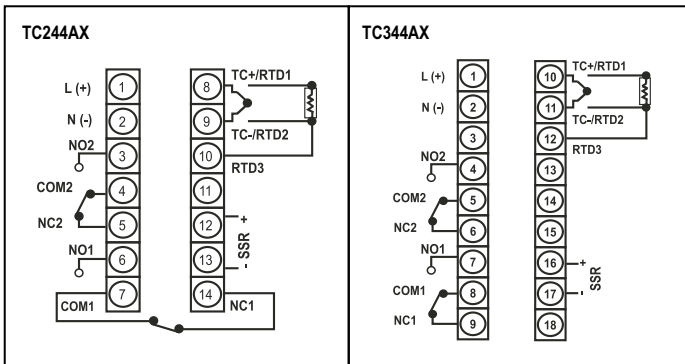 TC244AX
L (+)
N (-)
NO2
COM2
NC2
NO1
COM1
1
2
3
4
5
6
7
8
9
10
11
12
13
14
TC+/RTD1
TC-/RTD2
RTD3
+
SSR
-
NC1
TC344AX
L (+)
N (-)
NO2
COM2
NC2
NO1
COM1
NC1
1
2
3
4
5
6
7
8
9
10
11
12
13
14
15
16
17
18
TC+/RTD1
TC-/RTD2
RTD3
+
SSR
-